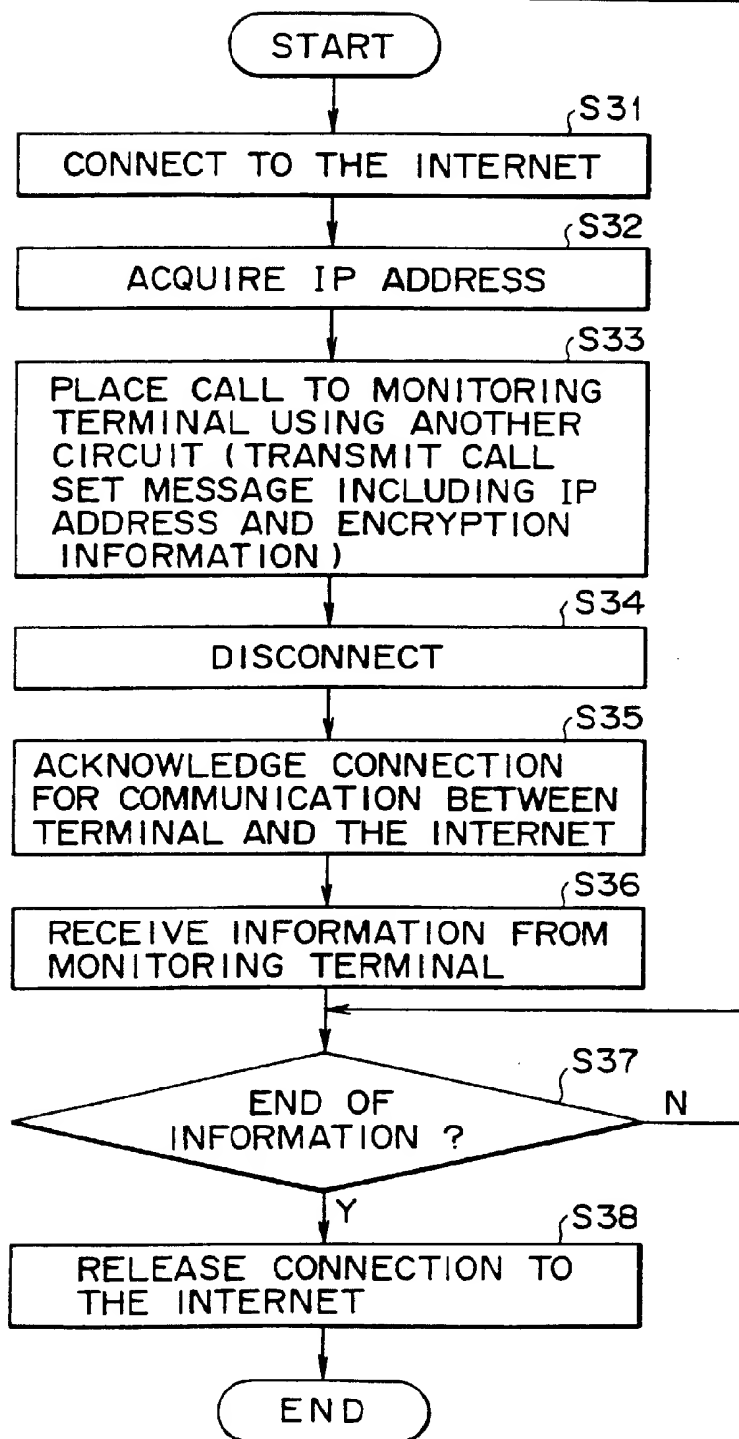 START
S31
CONNECT TO THE INTERNET
S32
ACQUIRE IP ADDRESS
S33
PLACE CALL TO MONITORING
TERMINAL USING ANOTHER
CIRCUIT (TRANSMIT CALL
SET MESSAGE INCLUDING IP
ADDRESS AND ENCRYPTION
INFORMATION)
S34
DISCONNECT
S35
ACKNOWLEDGE CONNECTION
FOR COMMUNICATION BETWEEN
TERMINAL AND THE INTERNET
S36
RECEIVE INFORMATION FROM
MONITORING TERMINAL
S37
END OF
INFORMATION ?
N
Y
S38
RELEASE CONNECTION TO
THE INTERNET
END